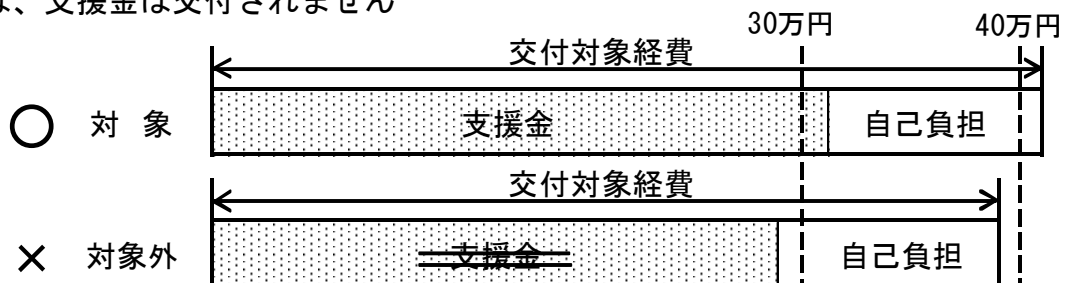 は、支援金は交付されません
30万円 40万円
交付対象経費
○ 対 象 支援金 自己負担
交付対象経費
× 対象外 支援金 自己負担